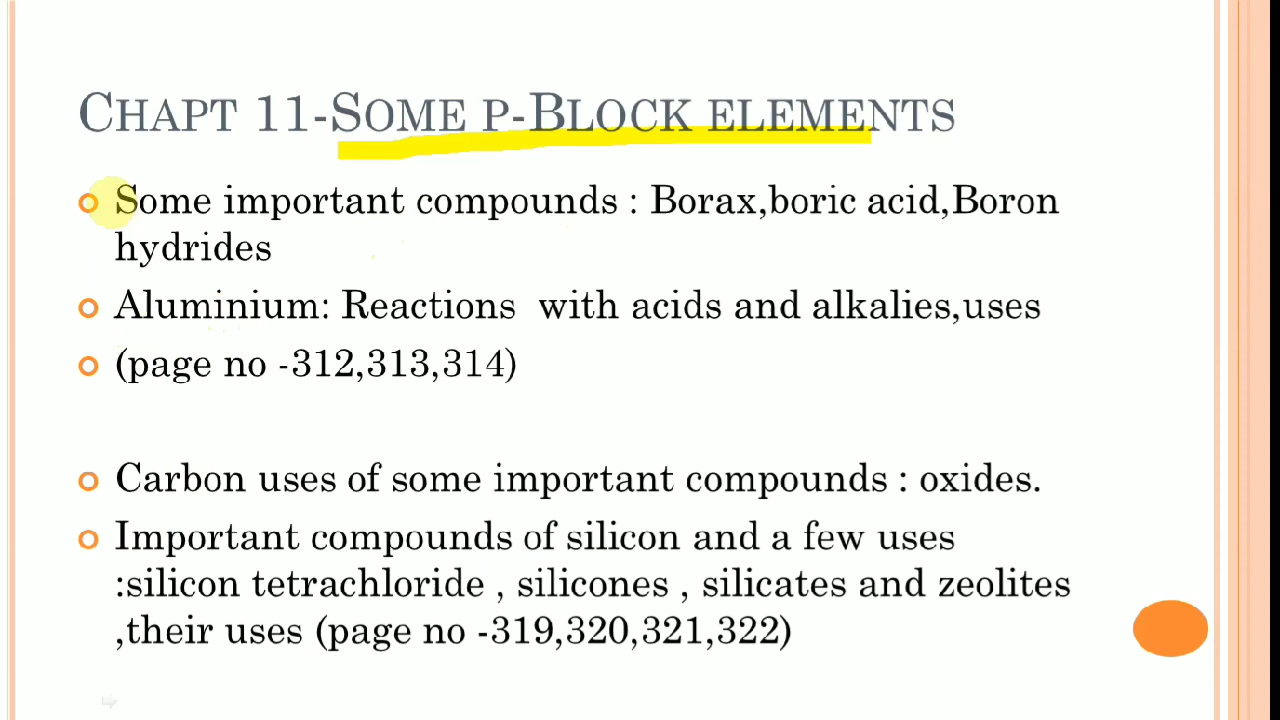 CHAPT 11-SOME P-BLOCK ELEMENTS
Some important compounds : Borax,boric acid,Boron
hydrides
Aluminium: Reactions with acids and alkalies,uses
(page no -312,313,314)
Carbon uses of some important compounds : oxides.
Important compounds of silicon and a few uses
:silicon tetrachloride , silicones , silicates and zeolites
,their uses (page no -319,320,321,322)